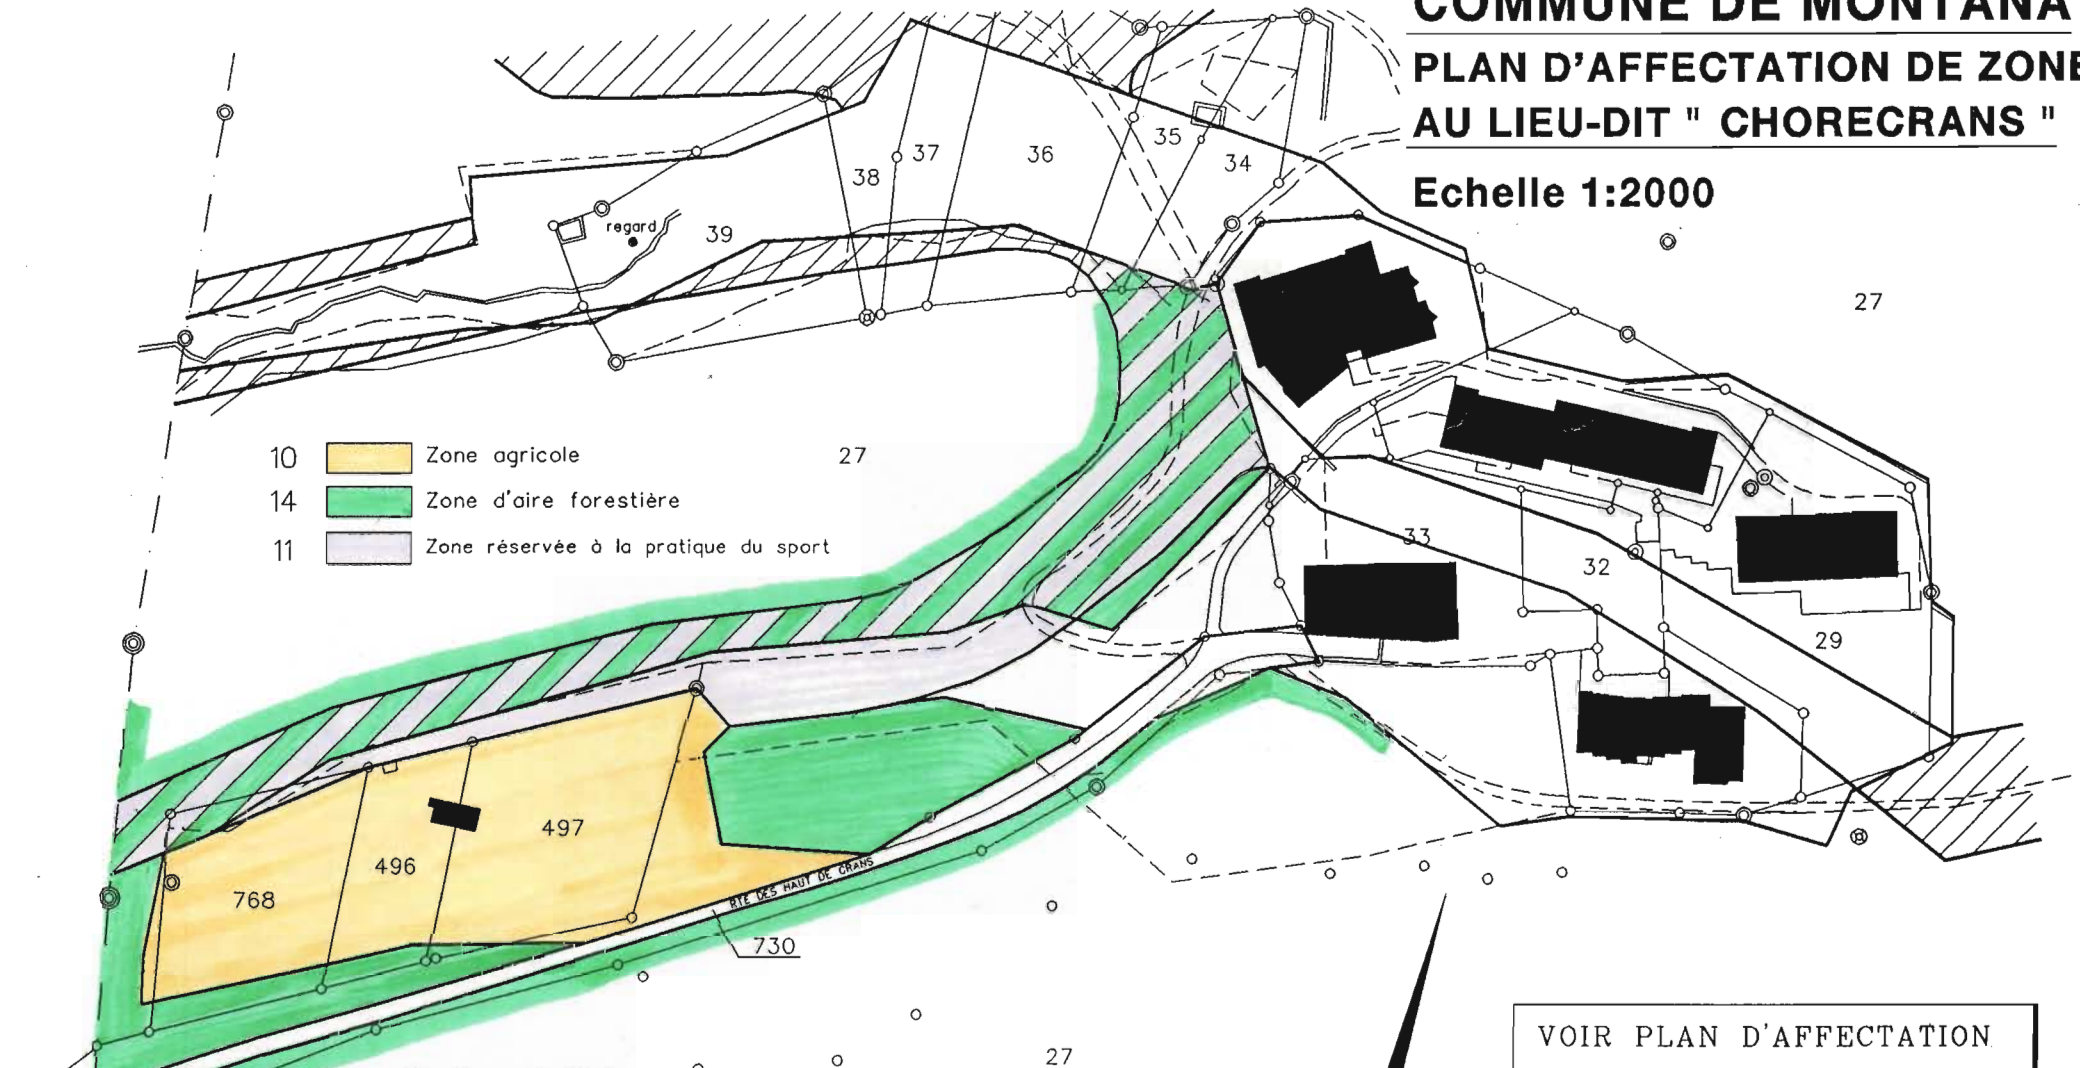 COMMUNE DE MONTANA
PLAN D'AFFECTATION DE ZONE
AU LIEU-DIT " CHORECRANS "
Echelle 1:2000
35
34
36
37
38
39
regard
27
10 Zone agricole
14 Zone d'aire forestière
11 Zone réservée à la pratique du sport
27
33
32
29
497
496
768
RTE DES HAUT DE CRANS
730
27
VOIR PLAN D'AFFECTATION